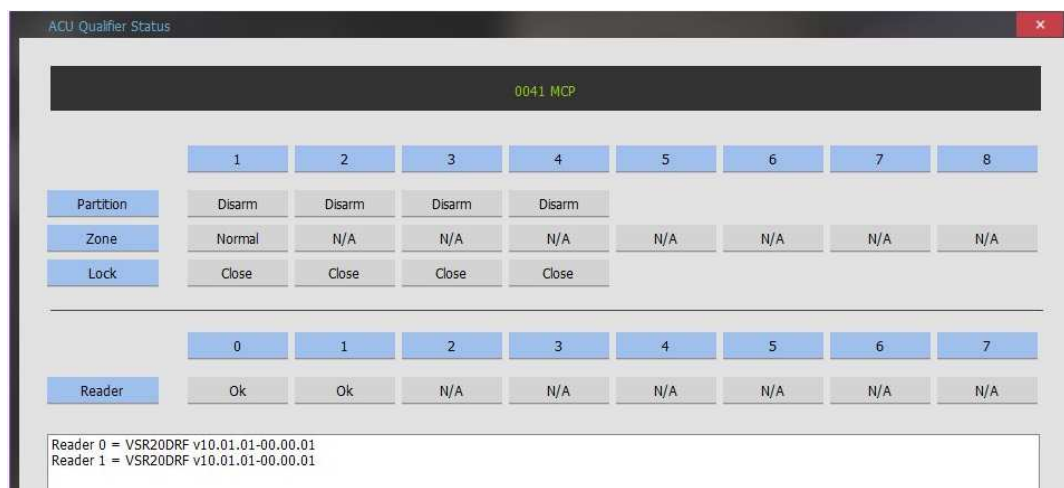 ACU Qualifier Status
×
0041 MCP
1 2 3 4 5 6 7 8
Partition Disarm Disarm Disarm Disarm
Zone Normal N/A N/A N/A N/A N/A N/A N/A
Lock Close Close Close Close
0 1 2 3 4 5 6 7
Reader Ok Ok N/A N/A N/A N/A N/A N/A
Reader 0 = VSR20DRF v10.01.01-00.00.01
Reader 1 = VSR20DRF v10.01.01-00.00.01